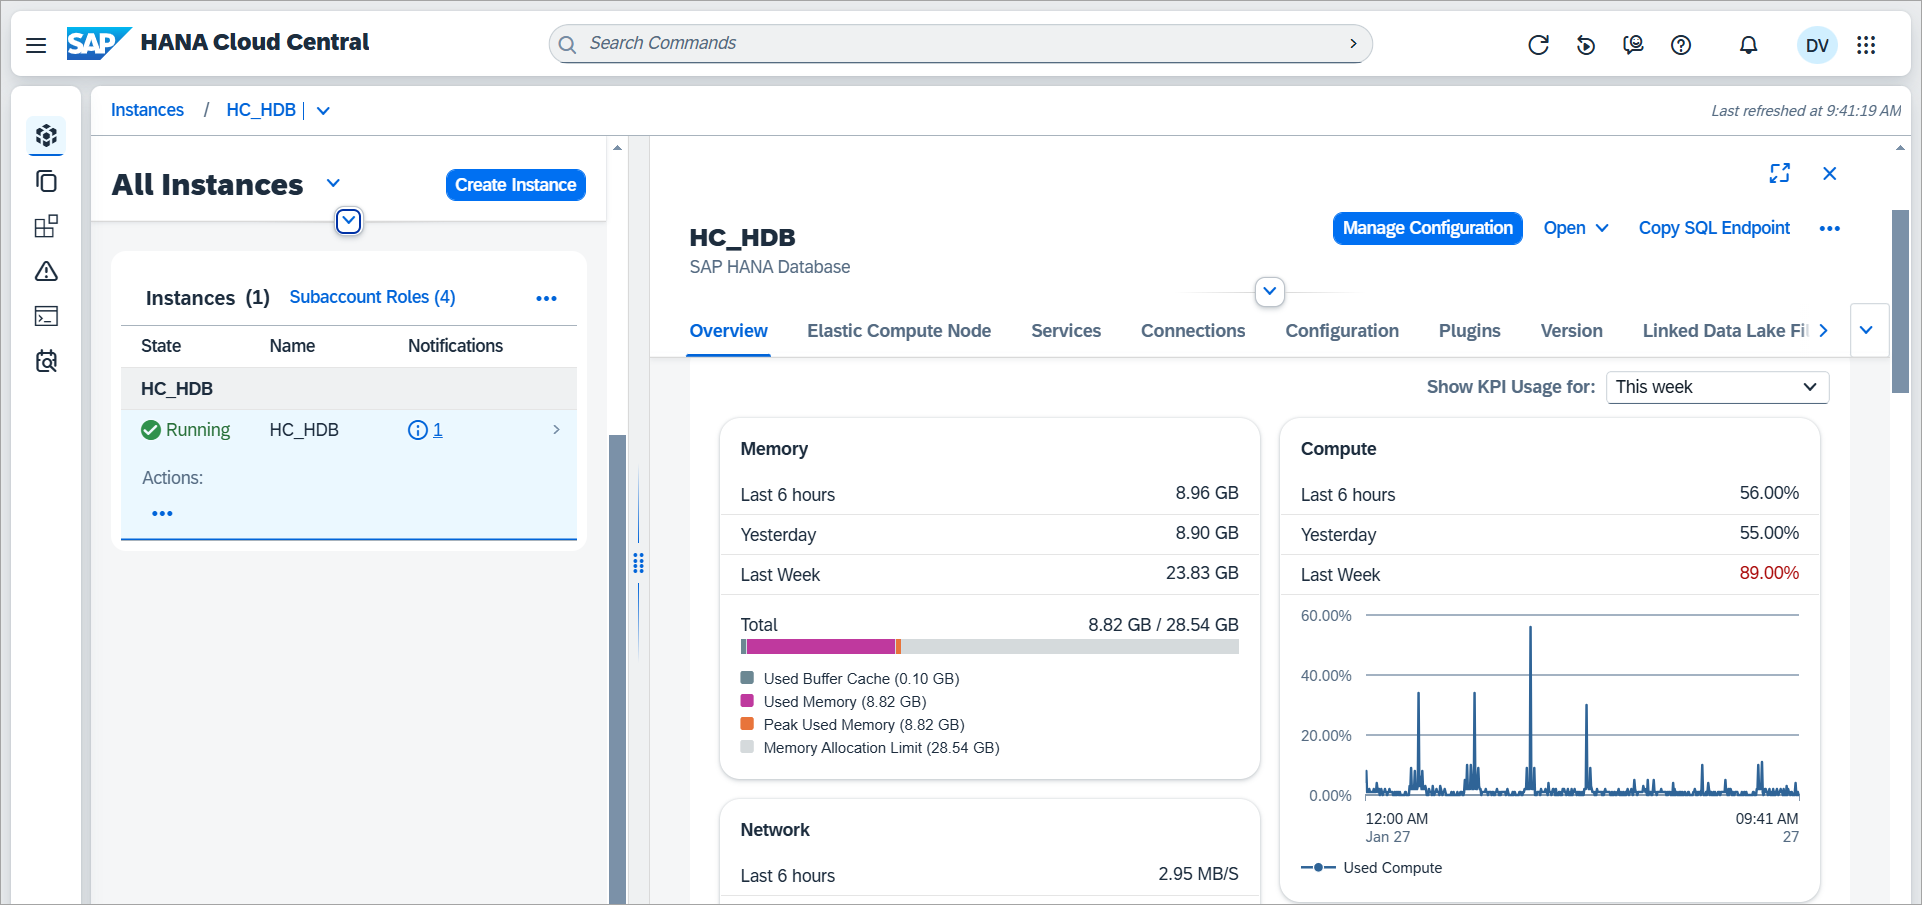 SAP HANA Cloud Central
Search Commands
DV
Instances / HC_HDB
Last refreshed at 9:41:19 AM
All Instances
Create Instance
Instances (1) Subaccount Roles (4)
State Name Notifications
HC_HDB
Running HC_HDB 1
Actions:
HC_HDB
SAP HANA Database
Manage Configuration Open Copy SQL Endpoint
Overview Elastic Compute Node Services Connections Configuration Plugins Version Linked Data Lake Fil
Show KPI Usage for: This week
Memory
Last 6 hours 8.96 GB
Yesterday 8.90 GB
Last Week 23.83 GB
Total 8.82 GB / 28.54 GB
Used Buffer Cache (0.10 GB)
Used Memory (8.82 GB)
Peak Used Memory (8.82 GB)
Memory Allocation Limit (28.54 GB)
Network
Last 6 hours 2.95 MB/S
Compute
Last 6 hours 56.00%
Yesterday 55.00%
Last Week 89.00%
60.00%
40.00%
20.00%
0.00%
12:00 AM 09:41 AM
Jan 27 27
Used Compute